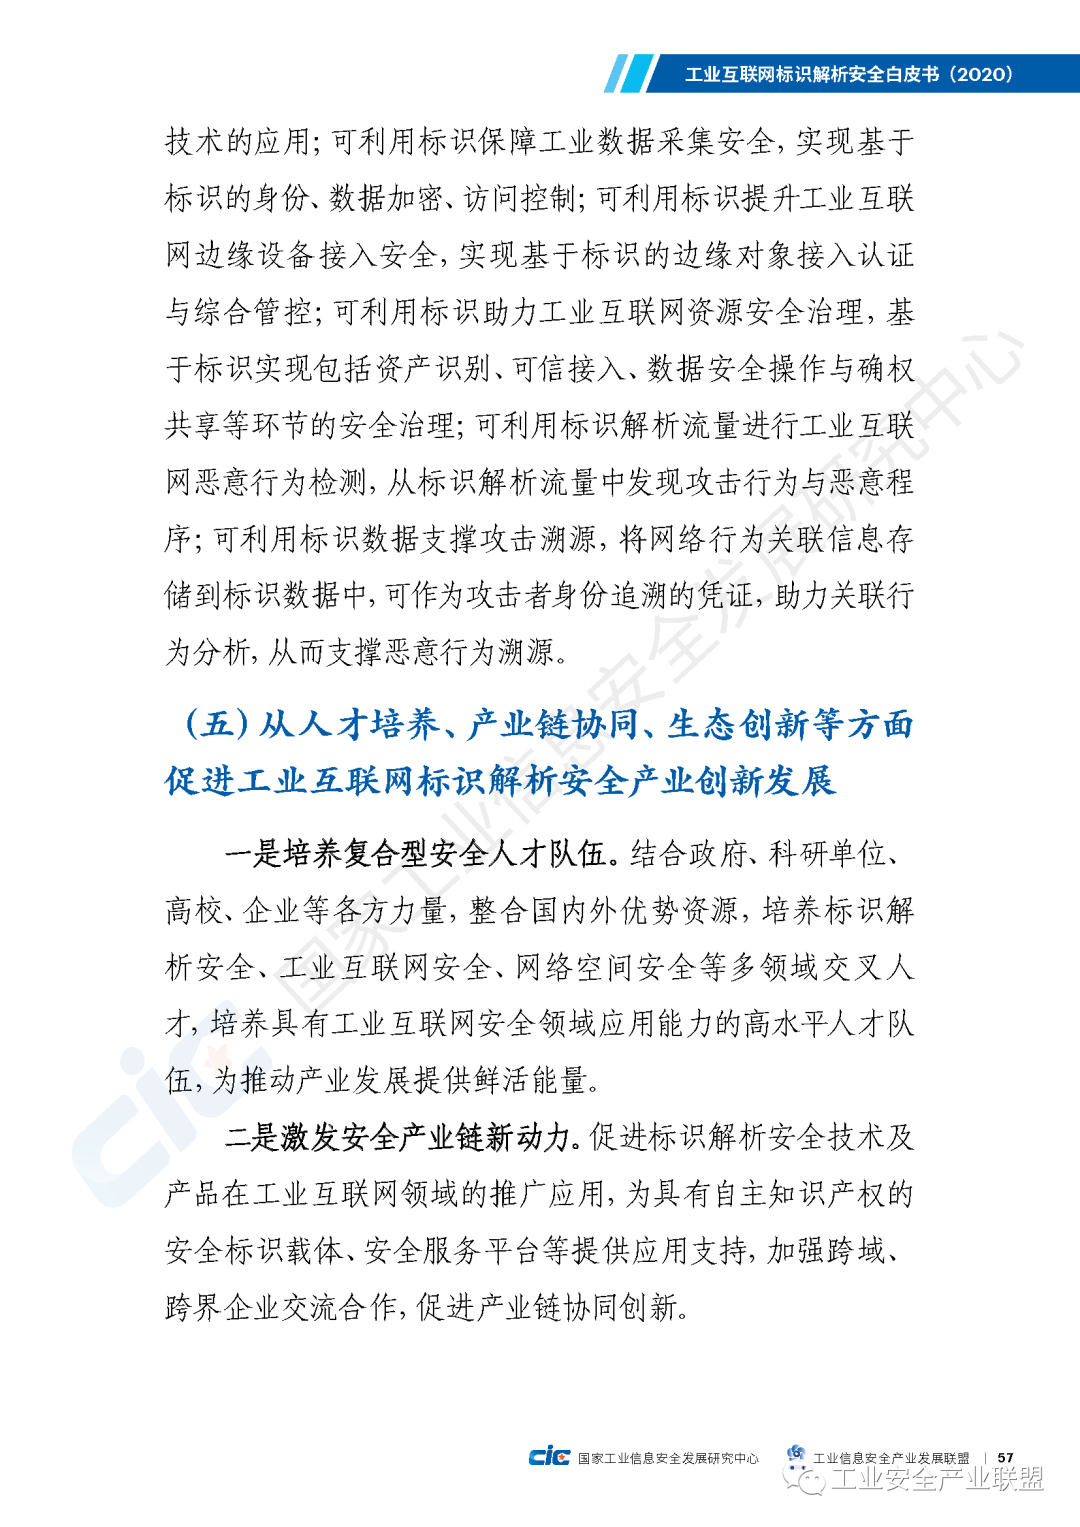 工业互联网标识解析安全白皮书（2020）
技术的应用；可利用标识保障工业数据采集安全，实现基于
标识的身份、数据加密、访问控制；可利用标识提升工业互联
网边缘设备接入安全，实现基于标识的边缘对象接入认证
与综合管控；可利用标识助力工业互联网资源安全治理，基
于标识实现包括资产识别、可信接入、数据安全操作与确权
共享等环节的安全治理；可利用标识解析流量进行工业互联
网恶意行为检测，从标识解析流量中发现攻击行为与恶意程
序；可利用标识数据支撑攻击溯源，将网络行为关联信息存
储到标识数据中，可作为攻击者身份追溯的凭证，助力关联行
为分析，从而支撑恶意行为溯源。
（五）从人才培养、产业链协同、生态创新等方面
促进工业互联网标识解析安全产业创新发展
一是培养复合型安全人才队伍。结合政府、科研单位、
高校、企业等各方力量，整合国内外优势资源，培养标识解
析安全、工业互联网安全、网络空间安全等多领域交叉人
才，培养具有工业互联网安全领域应用能力的高水平人才队
伍，为推动产业发展提供鲜活能量。
二是激发安全产业链新动力。促进标识解析安全技术及
产品在工业互联网领域的推广应用，为具有自主知识产权的
安全标识载体、安全服务平台等提供应用支持，加强跨域、
跨界企业交流合作，促进产业链协同创新。
国家工业信息安全发展研究中心
cic
cic 国家工业信息安全发展研究中心 工业信息安全产业发展联盟 | 57
工业安全产业联盟